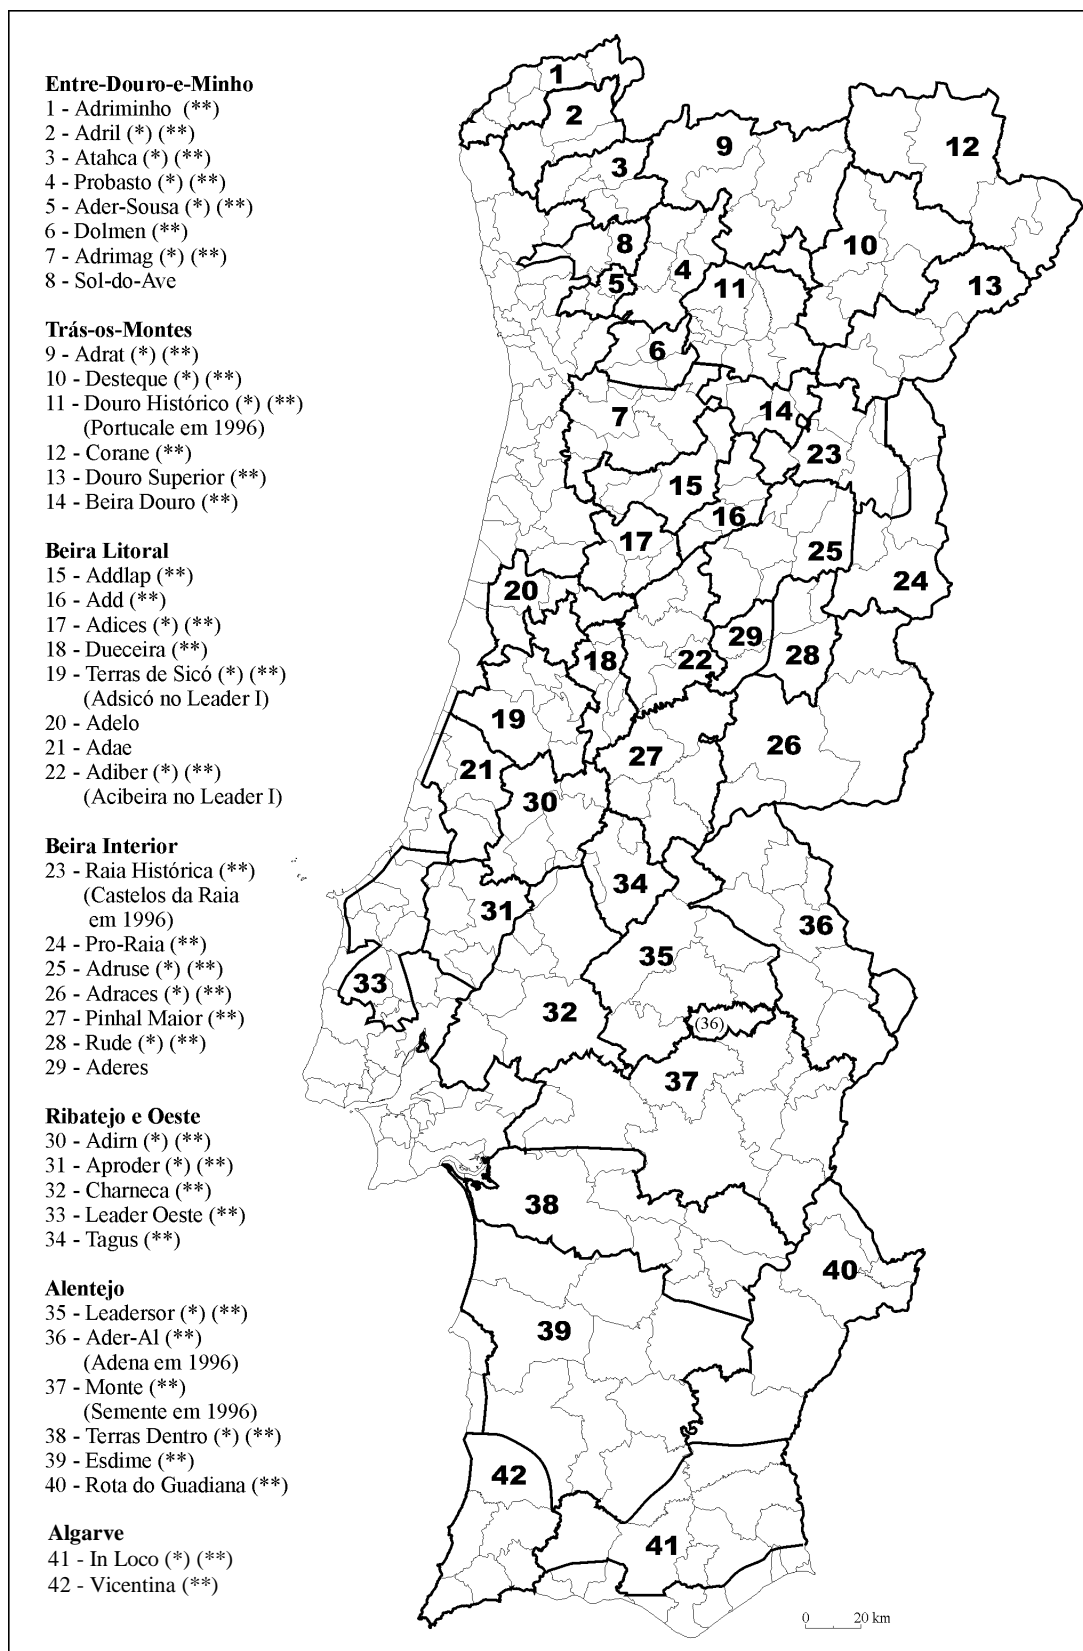 Entre-Douro-e-Minho
1 - Adriminho (**)
2 - Adril (*) (**)
3 - Atahca (*) (**)
4 - Probasto (*) (**)
5 - Ader-Sousa (*) (**)
6 - Dolmen (**)
7 - Adrimag (*) (**)
8 - Sol-do-Ave
Trás-os-Montes
9 - Adrat (*) (**)
10 - Desteque (*) (**)
11 - Douro Histórico (*) (**)
(Portucale em 1996)
12 - Corane (**)
13 - Douro Superior (**)
14 - Beira Douro (**)
Beira Litoral
15 - Addlap (**)
16 - Add (**)
17 - Adices (*) (**)
18 - Dueceira (**)
19 - Terras de Sicó (*) (**)
(Adsicó no Leader I)
20 - Adelo
21 - Adae
22 - Adiber (*) (**)
(Acibeira no Leader I)
Beira Interior
23 - Raia Histórica (**)
(Castelos da Raia
em 1996)
24 - Pro-Raia (**)
25 - Adruse (*) (**)
26 - Adraces (*) (**)
27 - Pinhal Maior (**)
28 - Rude (*) (**)
29 - Aderes
Ribatejo e Oeste
30 - Adirn (*) (**)
31 - Aproder (*) (**)
32 - Charneca (**)
33 - Leader Oeste (**)
34 - Tagus (**)
Alentejo
35 - Leadersor (*) (**)
36 - Ader-Al (**)
(Adena em 1996)
37 - Monte (**)
(Semente em 1996)
38 - Terras Dentro (*) (**)
39 - Esdime (**)
40 - Rota do Guadiana (**)
Algarve
41 - In Loco (*) (**)
42 - Vicentina (**)
1
2
9
12
3
8
10
4
5
11
13
6
7
14
23
15
16
17
25
24
20
29
18
22
28
19
27
26
21
30
34
31
36
35
33
32
(36)
37
38
40
39
42
41
0 20 km